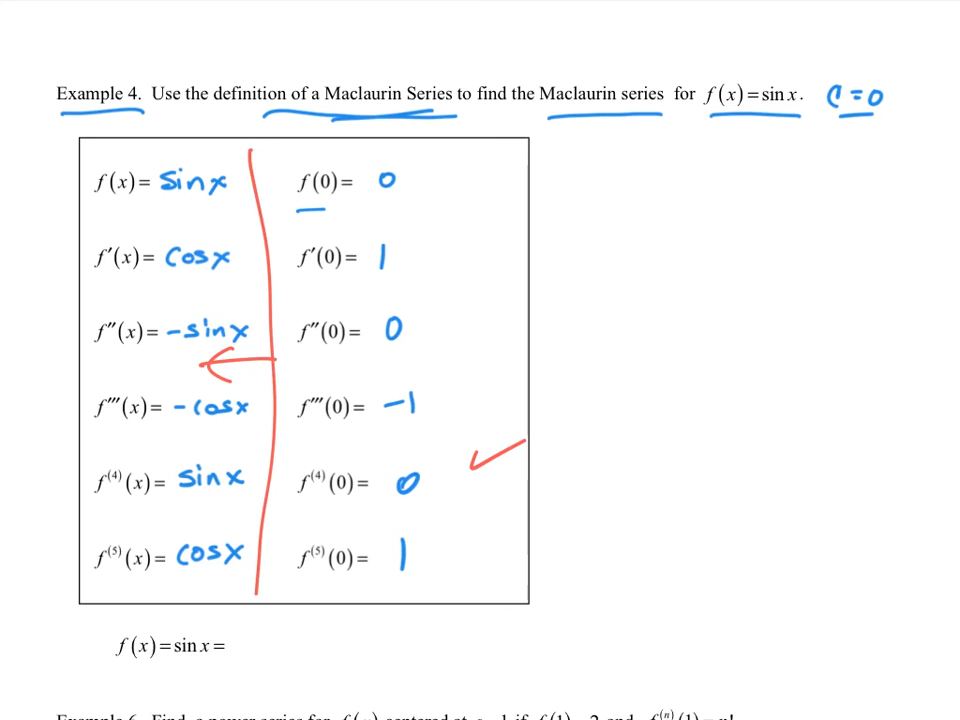 Example 4. Use the definition of a Maclaurin Series to find the Maclaurin series for f(x) = sin x. C = 0
f(x) = sin x f(0) = 0
f′(x) = cos x f′(0) = 1
f″(x) = -sin x f″(0) = 0
f‴(x) = -cos x f‴(0) = -1
f⁽⁴⁾(x) = sin x f⁽⁴⁾(0) = 0
f⁽⁵⁾(x) = cos x f⁽⁵⁾(0) = 1
f(x) = sin x =